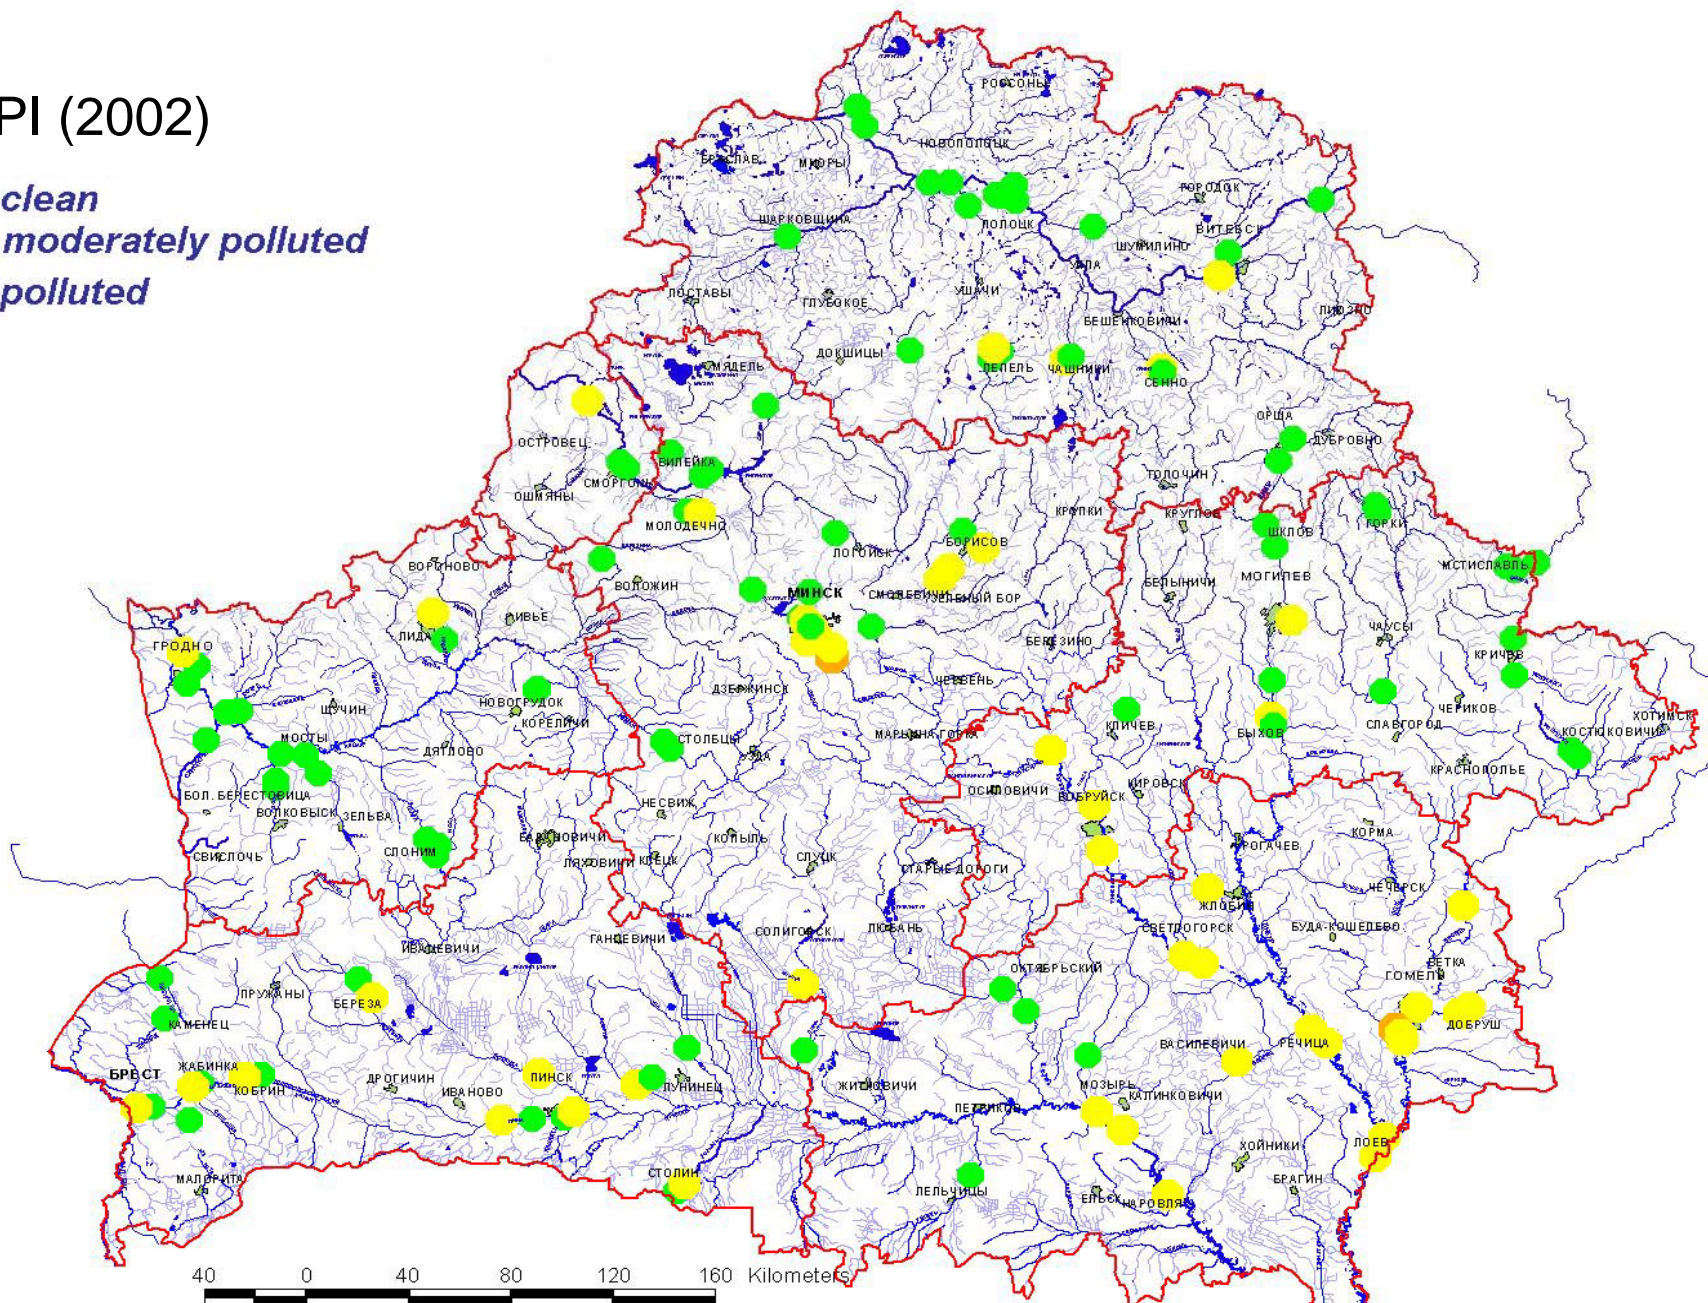 PI (2002)
clean
moderately polluted
polluted
РОССОНЫ
НОВОПОЛОЦК
БРАСЛАВ
МИОРЫ
ГОРОДОК
ШАРКОВЩИНА
ПОЛОЦК
ВИТЕБСК
ШУМИЛИНО
УЛЛА
УШАЧИ
ПОСТАВЫ
ГЛУБОКОЕ
БЕШЕНКОВИЧИ
ЛИОЗНО
ДОКШИЦЫ
МЯДЕЛЬ
ЛЕПЕЛЬ
ЧАШНИКИ
СЕННО
ОРША
ДУБРОВНО
ОСТРОВЕЦ
ВИЛЕЙКА
СМОРГОНЬ
ТОЛОЧИН
ОШМЯНЫ
КРУПКИ
КРУГЛОЕ
МОЛОДЕЧНО
ШКЛОВ
ГОРКИ
БОРИСОВ
ЛОГОЙСК
ВОРОНОВО
МСТИСЛАВЛЬ
ВОЛОЖИН
МОГИЛЕВ
БЕЛЫНИЧИ
МИНСК
СМОЛЕВИЧИ
ЗЕЛЕНЫЙ БОР
ИВЬЕ
ЛИДА
ЧАУСЫ
БЕРЕЗИНО
ГРОДНО
КРИЧЕВ
ЧЕРВЕНЬ
ДЗЕРЖИНСК
НОВОГРУДОК
ЩУЧИН
КОРЕЛИЧИ
ЧЕРИКОВ
ХОТИМСК
КЛИЧЕВ
СЛАВГОРОД
КОСТЮКОВИЧИ
МОСТЫ
СТОЛБЦЫ
МАРЬИНА ГОРКА
БЫХОВ
ДЯТЛОВО
УЗДА
КРАСНОПОЛЬЕ
КИРОВСК
ОСИПОВИЧИ
БОБРУЙСК
БОЛ. БЕРЕСТОВИЦА
НЕСВИЖ
ВОЛКОВЫСК
ЗЕЛЬВА
КОРМА
БАРАНОВИЧИ
КОПЫЛЬ
РОГАЧЕВ
СВИСЛОЧЬ
СЛОНИМ
ЛЯХОВИЧИ
КЛЕЦК
СЛУЦК
СТАРЫЕ ДОРОГИ
ЧЕЧЕРСК
ЖЛОБИН
СВЕТЛОГОРСК
БУДА-КОШЕЛЕВО
СОЛИГОРСК
ЛЮБАНЬ
ГАНЦЕВИЧИ
ИВАЦЕВИЧИ
ВЕТКА
ОКТЯБРЬСКИЙ
ГОМЕЛЬ
ПРУЖАНЫ
БЕРЕЗА
КАМЕНЕЦ
ДОБРУШ
ВАСИЛЕВИЧИ
РЕЧИЦА
БРЕСТ
ЖАБИНКА
ДРОГИЧИН
ПИНСК
КОБРИН
ИВАНОВО
ЛУНИНЕЦ
ЖИТКОВИЧИ
МОЗЫРЬ
КАЛИНКОВИЧИ
ПЕТРИКОВ
ЛОЕВ
ХОЙНИКИ
СТОЛИН
МАЛОРИТА
БРАГИН
ЛЕЛЬЧИЦЫ
ЕЛЬСК
НАРОВЛЯ
40 0 40 80 120 160 Kilometers